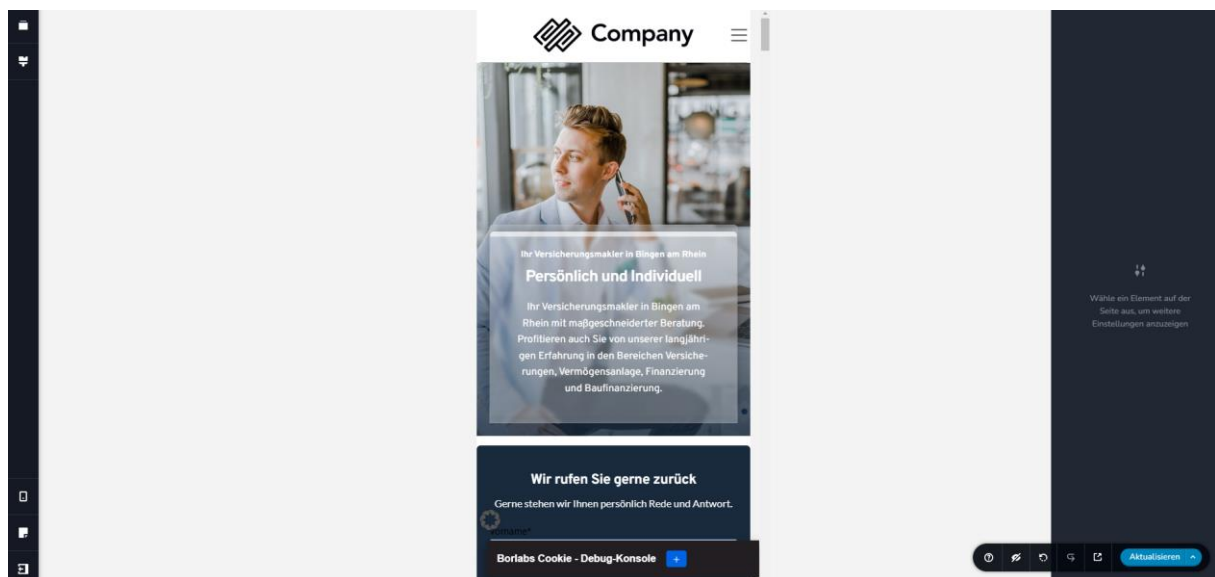 Company
Ihr Versicherungsmakler in Bingen am Rhein
Persönlich und Individuell
Ihr Versicherungsmakler in Bingen am
Rhein mit maßgeschneiderter Beratung.
Profitieren auch Sie von unserer langjähri-
gen Erfahrung in den Bereichen Versiche-
rungen, Vermögensanlage, Finanzierung
und Baufinanzierung.
Wir rufen Sie gerne zurück
Gerne stehen wir Ihnen persönlich Rede und Antwort.
Vorname*
Borlabs Cookie - Debug-Konsole +
Wähle ein Element auf der
Seite aus, um weitere
Einstellungen anzuzeigen
Aktualisieren